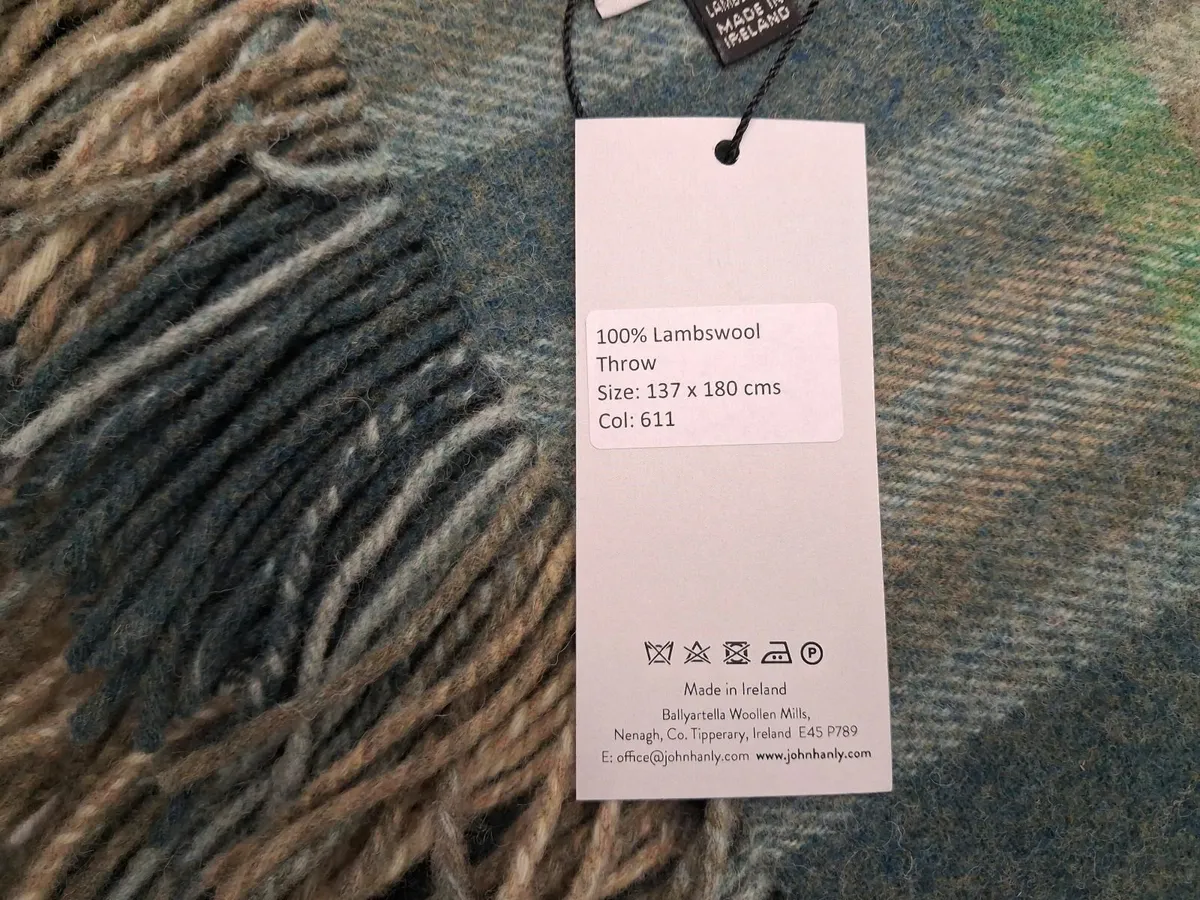 MADE IN
IRELAND
100% Lambswool
Throw
Size: 137 x 180 cms
Col: 611
P
Made in Ireland
Ballyartella Woollen Mills,
Nenagh, Co. Tipperary, Ireland E45 P789
E: office@johnhanly.com www.johnhanly.com